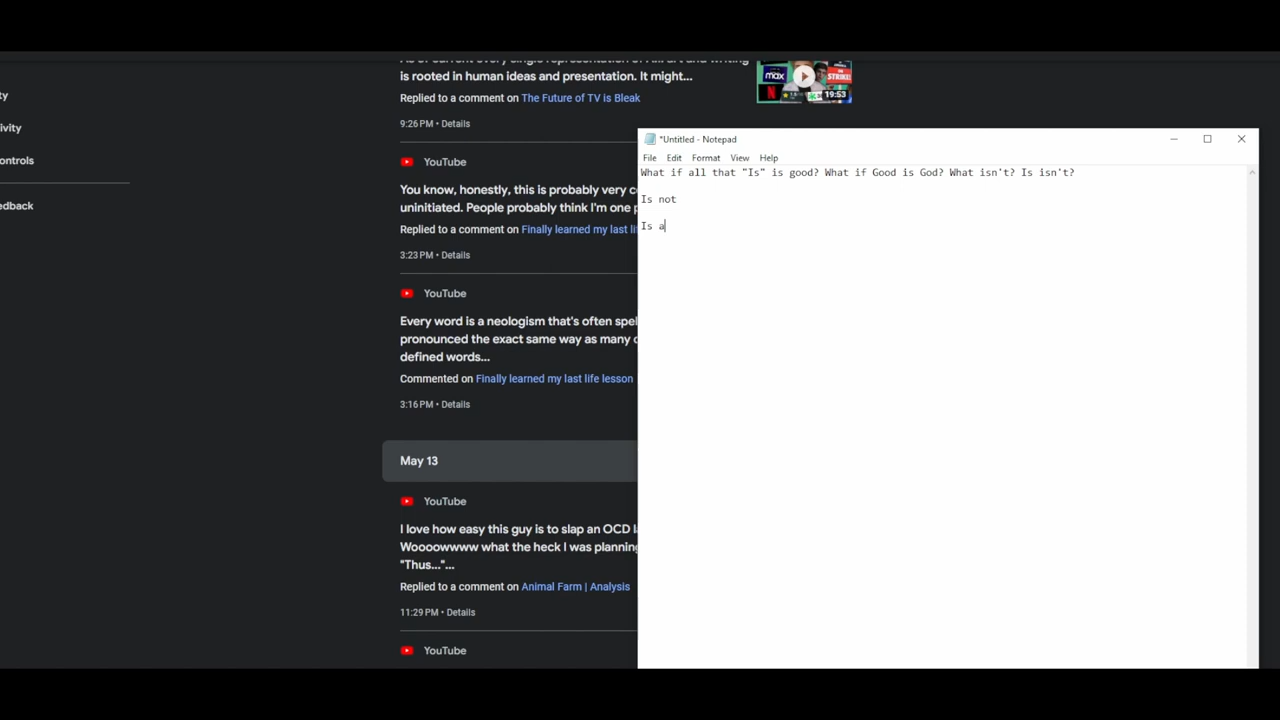 is rooted in human ideas and presentation. It might...
Replied to a comment on The Future of TV is Bleak
9:26 PM • Details
max
STRIKE!
19:53
ivity
ontrols
edback
YouTube
You know, honestly, this is probably very
uninitiated. People probably think I'm one
Replied to a comment on Finally learned my last
3:23 PM • Details
YouTube
Every word is a neologism that's often
pronounced the exact same way as many
defined words...
Commented on Finally learned my last life lesson
3:16 PM • Details
May 13
YouTube
I love how easy this guy is to slap an OCD
Woooowwww what the heck I was planning
"Thus..."...
Replied to a comment on Animal Farm | Analysis
11:29 PM • Details
YouTube
*Untitled - Notepad
File Edit Format View Help
What if all that "Is" is good? What if Good is God? What isn't? Is isn't?
Is not
Is a